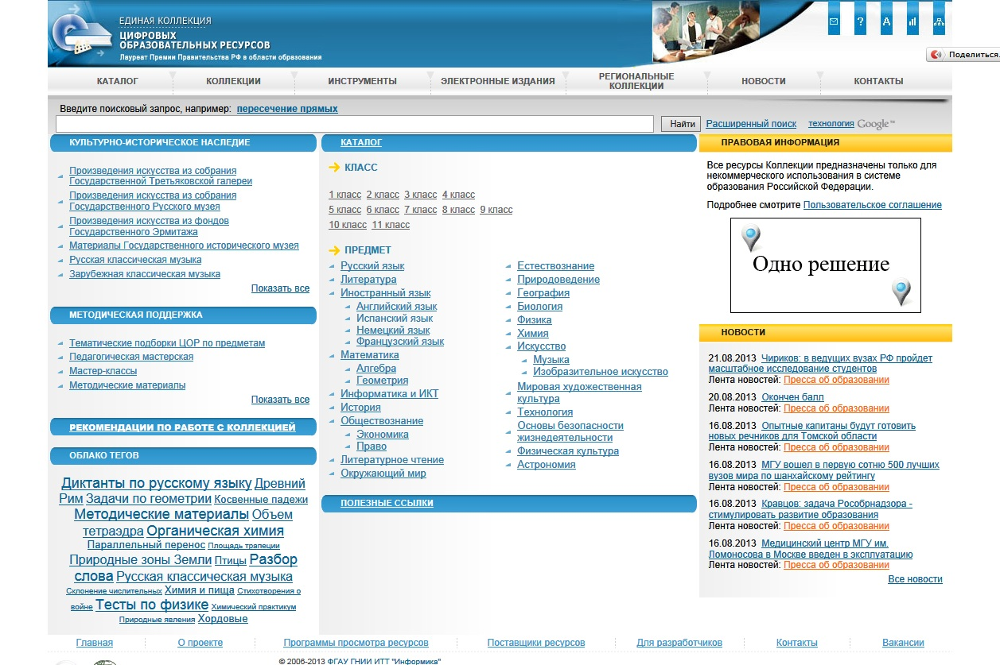 ЕДИНАЯ КОЛЛЕКЦИЯ
ЦИФРОВЫХ
ОБРАЗОВАТЕЛЬНЫХ РЕСУРСОВ
Лауреат Премии Правительства РФ в области образования
Поделиться.
КАТАЛОГ
КОЛЛЕКЦИИ
ИНСТРУМЕНТЫ
ЭЛЕКТРОННЫЕ ИЗДАНИЯ
РЕГИОНАЛЬНЫЕ
КОЛЛЕКЦИИ
НОВОСТИ
КОНТАКТЫ
Введите поисковый запрос, например: пересечение прямых
Найти Расширенный поиск технология Google™
КУЛЬТУРНО-ИСТОРИЧЕСКОЕ НАСЛЕДИЕ
Произведения искусства из собрания
Государственной Третьяковской галереи
Произведения искусства из собрания
Государственного Русского музея
Произведения искусства из фондов
Государственного Эрмитажа
Материалы Государственного исторического музея
Русская классическая музыка
Зарубежная классическая музыка
Показать все
МЕТОДИЧЕСКАЯ ПОДДЕРЖКА
Тематические подборки ЦОР по предметам
Педагогическая мастерская
Мастер-классы
Методические материалы
Показать все
РЕКОМЕНДАЦИИ ПО РАБОТЕ С КОЛЛЕКЦИЕЙ
ОБЛАКО ТЕГОВ
Диктанты по русскому языку Древний
Рим Задачи по геометрии Косвенные падежи
Методические материалы Объем
тетраэдра Органическая химия
Параллельный перенос Площадь трапеции
Природные зоны Земли Птицы Разбор
слова Русская классическая музыка
Склонение числительных Химия и пища Стихотворения о
войне Тесты по физике Химический практикум
Природные явления Хордовые
КАТАЛОГ
КЛАСС
1 класс 2 класс 3 класс 4 класс
5 класс 6 класс 7 класс 8 класс 9 класс
10 класс 11 класс
ПРЕДМЕТ
Русский язык
Литература
Иностранный язык
Английский язык
Испанский язык
Немецкий язык
Французский язык
Математика
Алгебра
Геометрия
Информатика и ИКТ
История
Обществознание
Экономика
Право
Литературное чтение
Окружающий мир
Естествознание
Природоведение
География
Биология
Физика
Химия
Искусство
Музыка
Изобразительное искусство
Мировая художественная
культура
Технология
Основы безопасности
жизнедеятельности
Физическая культура
Астрономия
ПОЛЕЗНЫЕ ССЫЛКИ
ПРАВОВАЯ ИНФОРМАЦИЯ
Все ресурсы Коллекции предназначены только для
некоммерческого использования в системе
образования Российской Федерации.
Подробнее смотрите Пользовательское соглашение
Одно решение
НОВОСТИ
21.08.2013 Чириков: в ведущих вузах РФ пройдет
масштабное исследование студентов
Лента новостей: Пресса об образовании
20.08.2013 Окончен балл
Лента новостей: Пресса об образовании
16.08.2013 Опытные капитаны будут готовить
новых речников для Томской области
Лента новостей: Пресса об образовании
16.08.2013 МГУ вошел в первую сотню 500 лучших
вузов мира по шанхайскому рейтингу
Лента новостей: Пресса об образовании
16.08.2013 Кравцов: задача Рособрнадзора -
стимулировать развитие образования
Лента новостей: Пресса об образовании
16.08.2013 Медицинский центр МГУ им.
Ломоносова в Москве введен в эксплуатацию
Лента новостей: Пресса об образовании
Все новости
Главная
О проекте
Программы просмотра ресурсов
Поставщики ресурсов
Для разработчиков
Контакты
Вакансии
© 2006-2013 ФГАУ ГНИИ ИТТ "Информика"